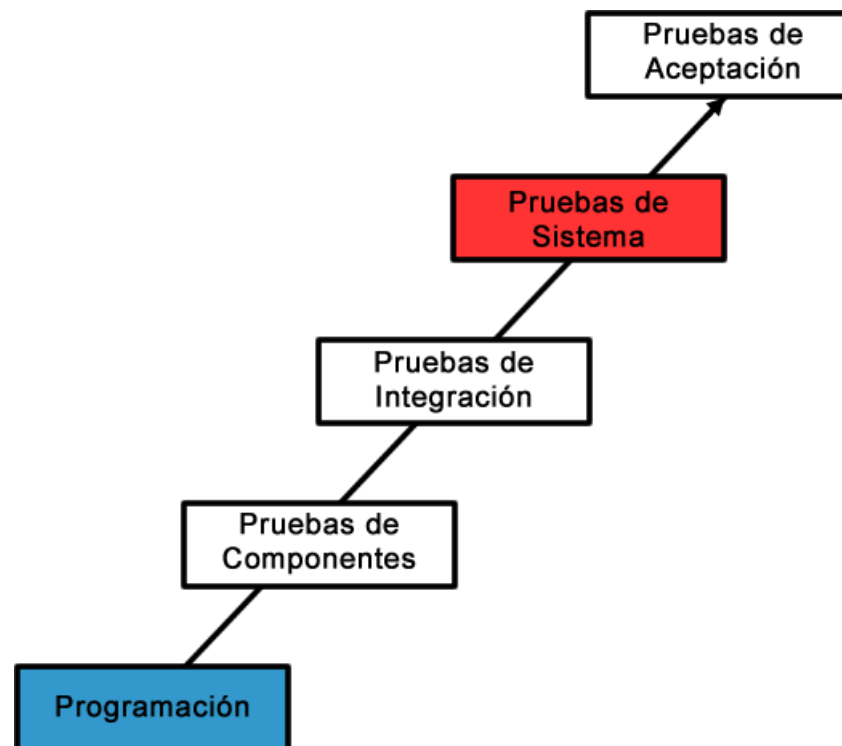 Pruebas de
Aceptación
Pruebas de
Sistema
Pruebas de
Integración
Pruebas de
Componentes
Programación